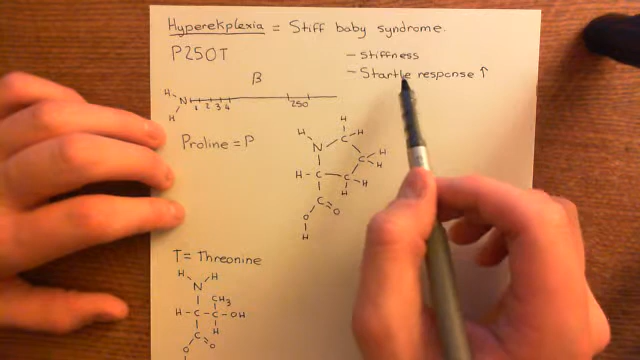 Hyperekplexia = Stiff baby syndrome.
P250T
- Stiffness
- Startle response ↑
β
H
N
H
1 2 3 4
250
Proline = P
H
H
N
C
H
C
H
H
H
C
C
H
H
C
O
O
H
T = Threonine
H
H
N
CH3
H
C
C
OH
H
C
O
O